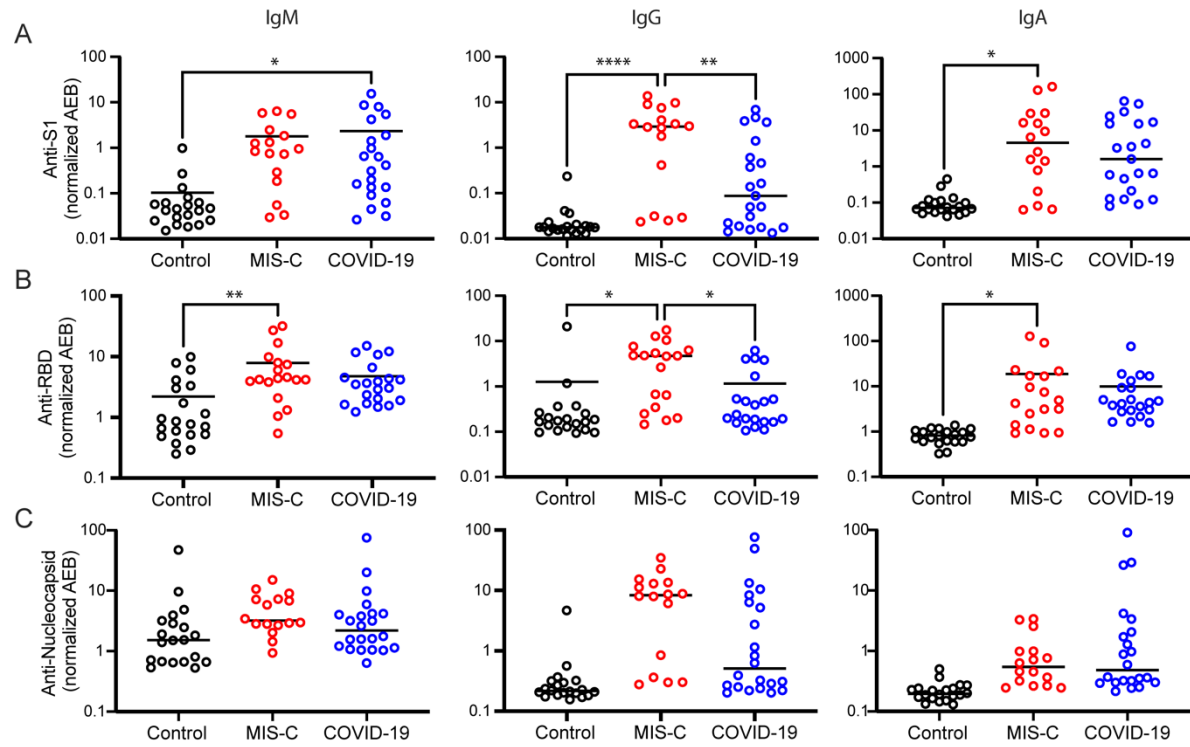 IgM IgG IgA
A
Anti-S1
(normalized AEB)
100
10
1
0.1
0.01
*
Control MIS-C COVID-19
100
10
1
0.1
0.01
**** **
Control MIS-C COVID-19
1000
100
10
1
0.1
0.01
*
Control MIS-C COVID-19
B
Anti-RBD
(normalized AEB)
100
10
1
0.1
**
Control MIS-C COVID-19
100
10
1
0.1
0.01
* *
Control MIS-C COVID-19
1000
100
10
1
0.1
*
Control MIS-C COVID-19
C
Anti-Nucleocapsid
(normalized AEB)
100
10
1
0.1
Control MIS-C COVID-19
100
10
1
0.1
Control MIS-C COVID-19
100
10
1
0.1
Control MIS-C COVID-19